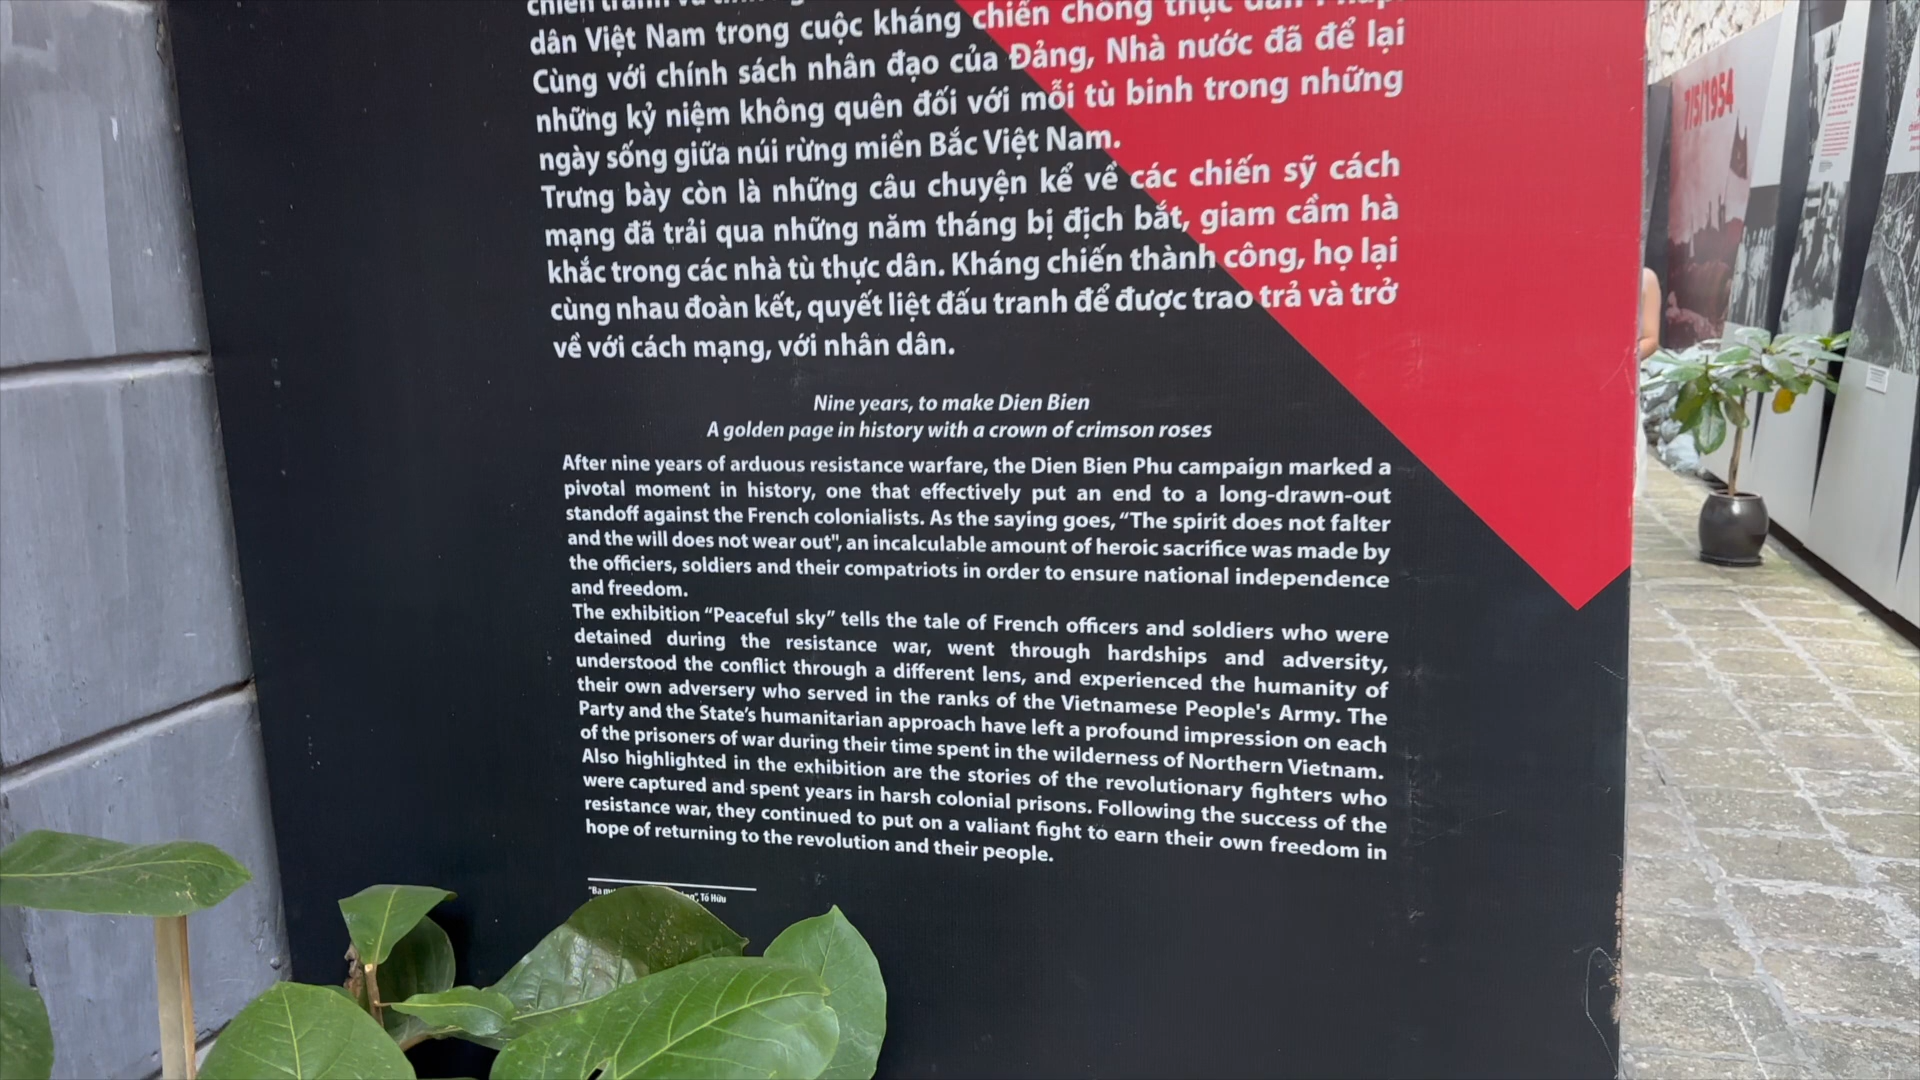 dân Việt Nam trong cuộc kháng chiến chống thực dân
Cùng với chính sách nhân đạo của Đảng, Nhà nước đã để lại
những kỷ niệm không quên đối với mỗi tù binh trong những
ngày sống giữa núi rừng miền Bắc Việt Nam.
Trưng bày còn là những câu chuyện kể về các chiến sỹ cách
mạng đã trải qua những năm tháng bị địch bắt, giam cầm hà
khắc trong các nhà tù thực dân. Kháng chiến thành công, họ lại
cùng nhau đoàn kết, quyết liệt đấu tranh để được trao trả và trở
về với cách mạng, với nhân dân.
Nine years, to make Dien Bien
A golden page in history with a crown of crimson roses
After nine years of arduous resistance warfare, the Dien Bien Phu campaign marked a
pivotal moment in history, one that effectively put an end to a long-drawn-out
standoff against the French colonialists. As the saying goes, “The spirit does not falter
and the will does not wear out", an incalculable amount of heroic sacrifice was made by
the officiers, soldiers and their compatriots in order to ensure national independence
and freedom.
The exhibition “Peaceful sky” tells the tale of French officers and soldiers who were
detained during the resistance war, went through hardships and adversity,
understood the conflict through a different lens, and experienced the humanity of
their own adversery who served in the ranks of the Vietnamese People's Army. The
Party and the State’s humanitarian approach have left a profound impression on each
of the prisoners of war during their time spent in the wilderness of Northern Vietnam.
Also highlighted in the exhibition are the stories of the revolutionary fighters who
were captured and spent years in harsh colonial prisons. Following the success of the
resistance war, they continued to put on a valiant fight to earn their own freedom in
hope of returning to the revolution and their people.
"Ba Tố Hữu
7/5/1954